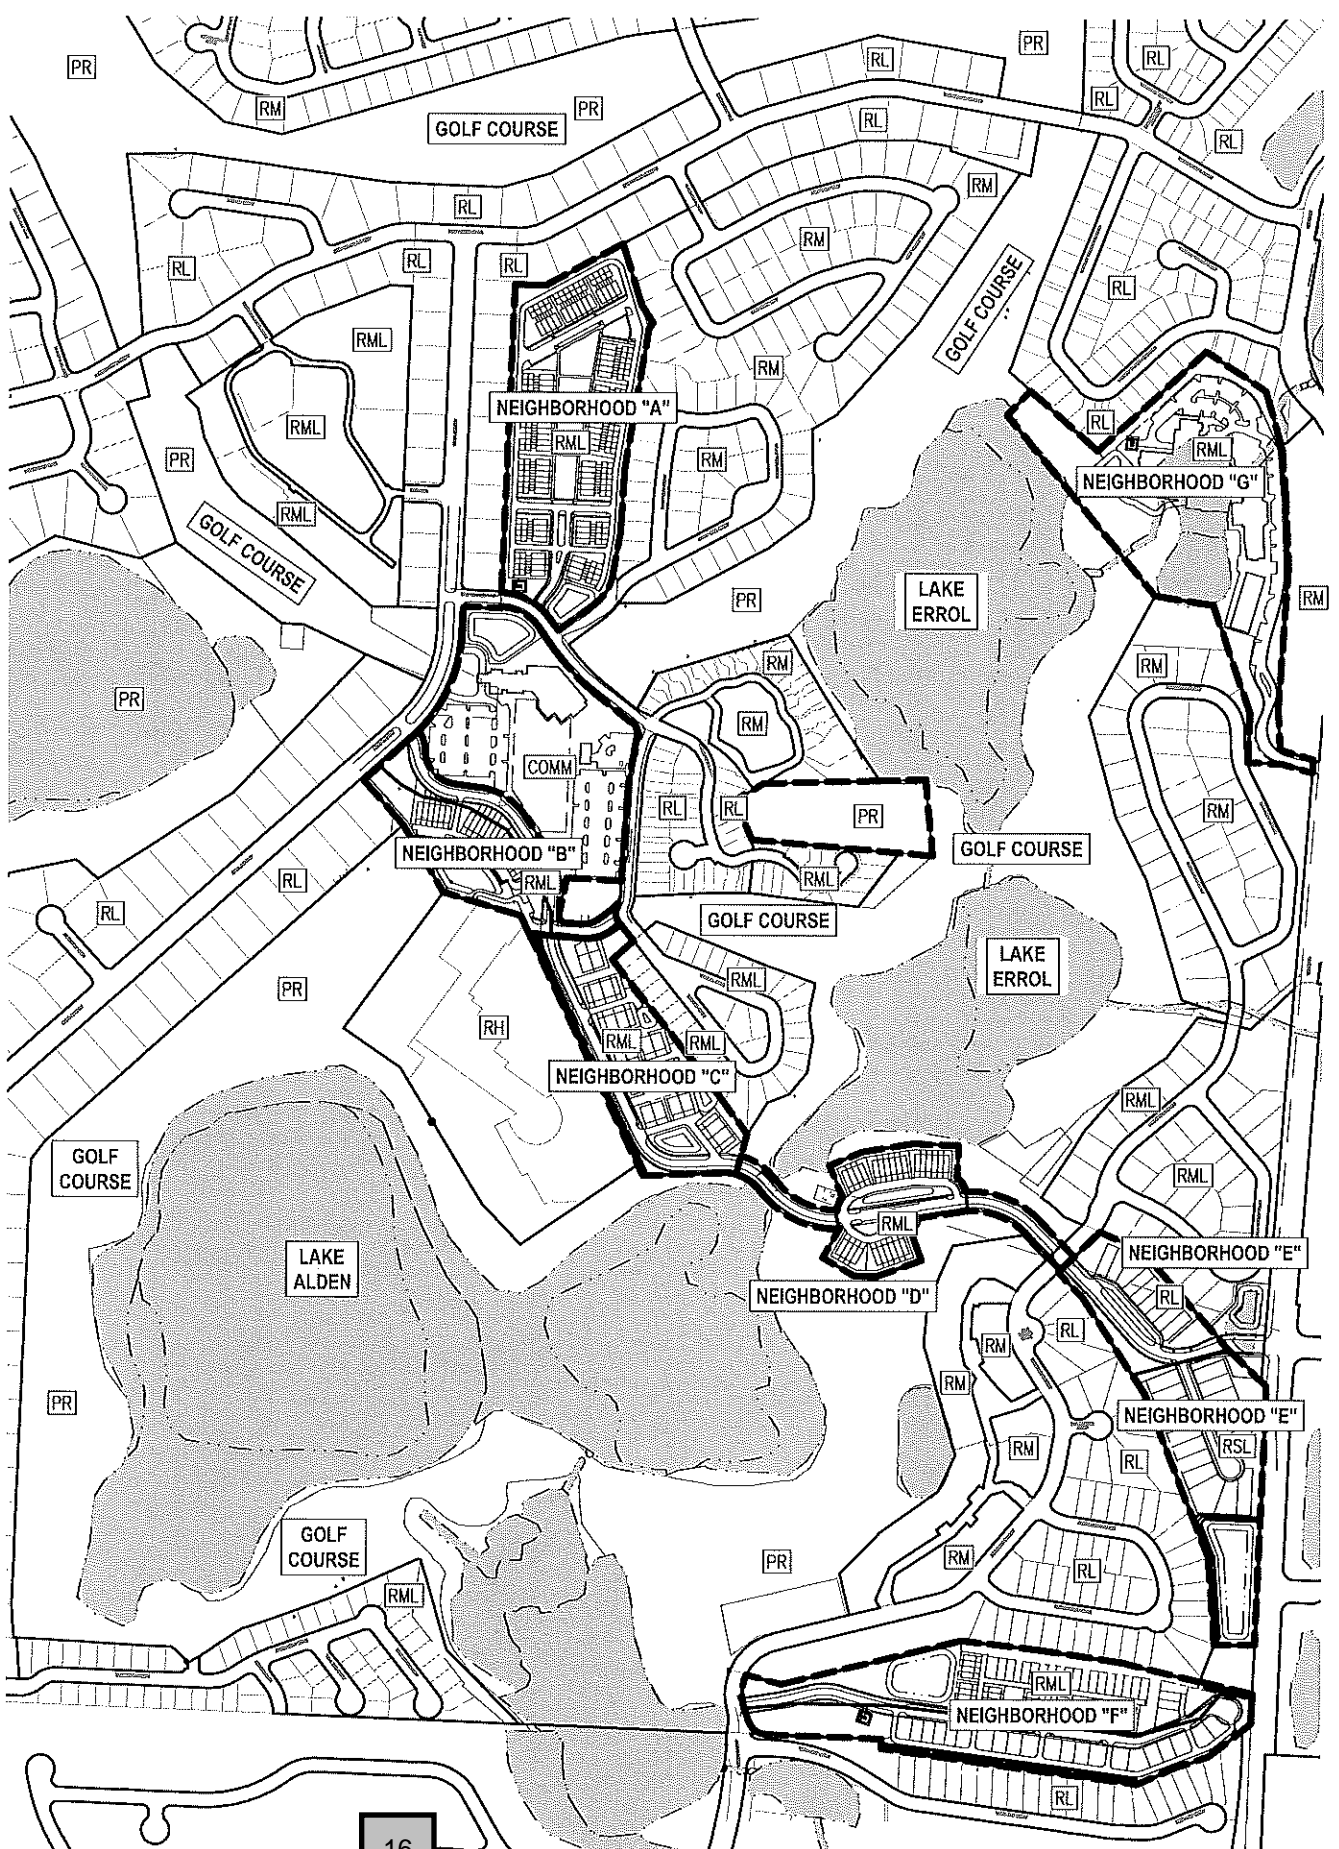 PR
RL
PR
RL
RM
PR
RL
GOLF COURSE
RL
RL
RM
RL
RM
RL
RL
RL
GOLF COURSE
RL
RML
RM
NEIGHBORHOOD "A"
RL
RML
RML
RM
RML
PR
NEIGHBORHOOD "G"
RML
GOLF COURSE
LAKE
ERROL
PR
RM
RM
RM
PR
RM
COMM
RL
RL
PR
RM
NEIGHBORHOOD "B"
GOLF COURSE
RML
RML
RL
RL
GOLF COURSE
LAKE
ERROL
RML
PR
RH
RML
RML
NEIGHBORHOOD "C"
RML
GOLF
COURSE
RML
RML
LAKE
ALDEN
NEIGHBORHOOD "E"
NEIGHBORHOOD "D"
RL
RL
RM
RM
PR
NEIGHBORHOOD "E"
RM
RL
RSL
GOLF
COURSE
PR
RM
RL
RML
RML
NEIGHBORHOOD "F"
RL
16